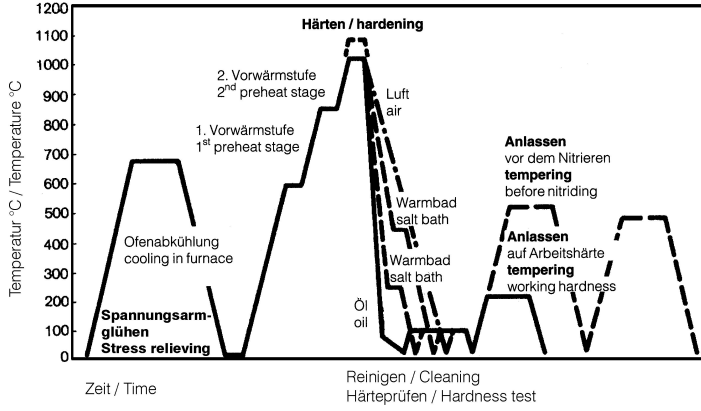 1200
1100
1000
900
800
700
600
500
400
300
200
100
0
Temperatur °C / Temperature °C
Härten / hardening
2. Vorwärmstufe
2nd preheat stage
1. Vorwärmstufe
1st preheat stage
Luft
air
Ofenabkühlung
cooling in furnace
Warmbad
salt bath
Warmbad
salt bath
Öl
oil
Spannungsarm-
glühen
Stress relieving
Anlassen
vor dem Nitrieren
tempering
before nitriding
Anlassen
auf Arbeitshärte
tempering
working hardness
Zeit / Time
Reinigen / Cleaning
Härteprüfen / Hardness test